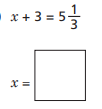 x + 3 = 5 1/3
x =